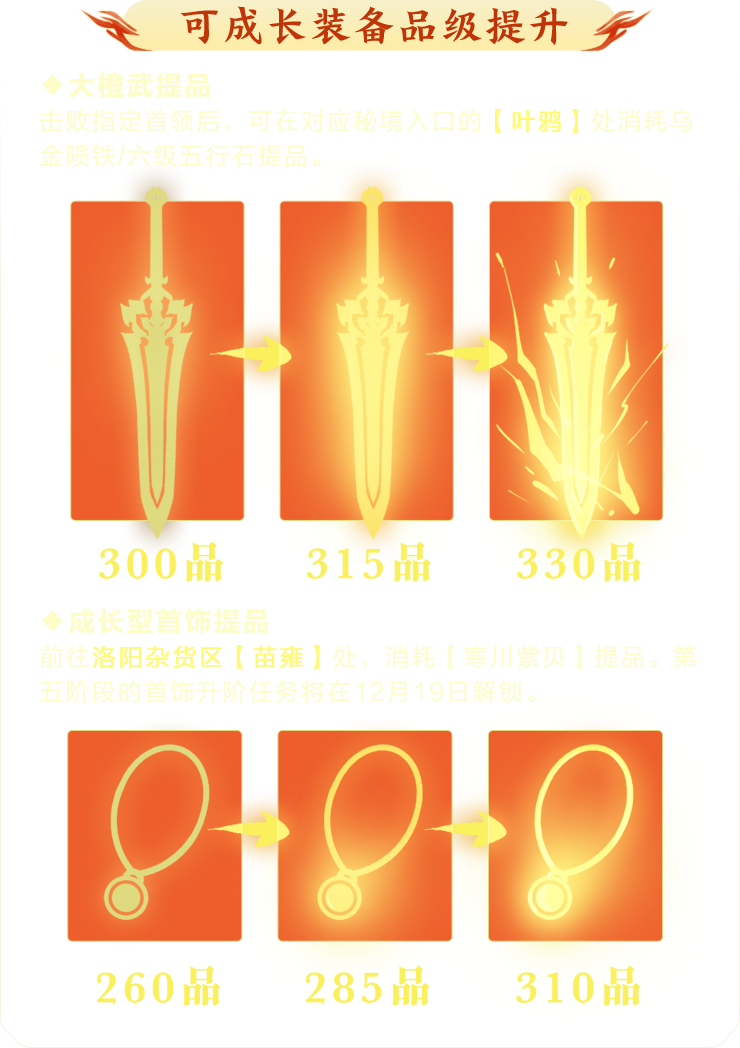 可成长装备品级提升
◆大橙武提品
击败指定首领后，可在对应秘境入口的【叶鸦】处消耗乌
金陨铁/六级五行石提品。
300品 315品 330品
◆成长型首饰提品
前往洛阳杂货区【苗雍】处，消耗【寒川紫贝】提品。第
五阶段的首饰升阶任务将在12月19日解锁。
260品 285品 310品